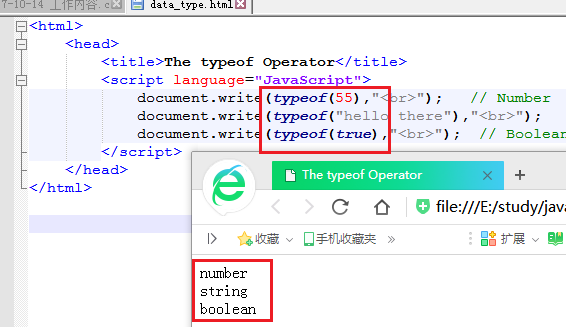 7-10-14 工作内容.c
data_type.html
<html>
<head>
<title>The typeof Operator</title>
<script language="JavaScript">
document.write(typeof(55),"<br>");   // Number
document.write(typeof("hello there"),"<br>");
document.write(typeof(true),"<br>");  // Boolean
</script>
</head>
</html>
The typeof Operator
file:///E:/study/java
收藏
手机收藏夹
扩展
number
string
boolean